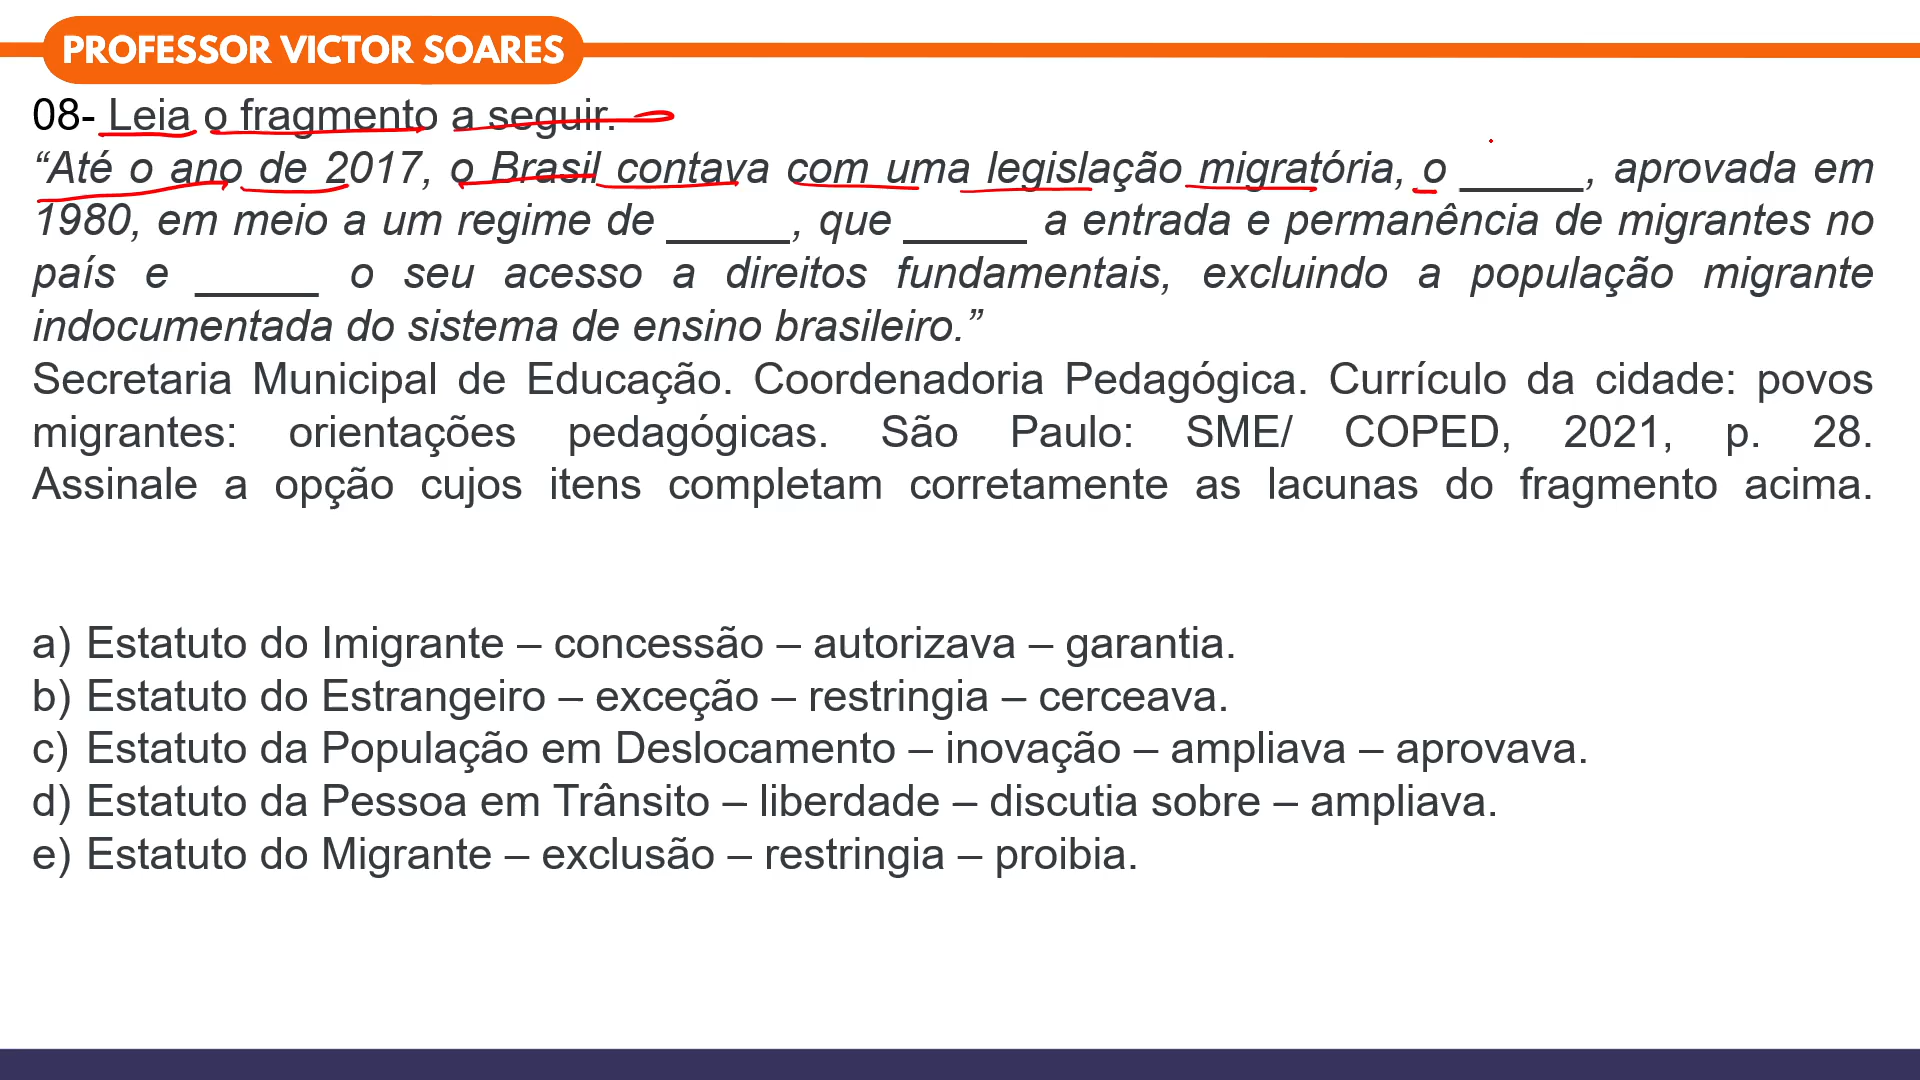 PROFESSOR VICTOR SOARES
08- Leia o fragmento a seguir.
“Até o ano de 2017, o Brasil contava com uma legislação migratória, o _____, aprovada em
1980, em meio a um regime de _____, que _____ a entrada e permanência de migrantes no
país e _____ o seu acesso a direitos fundamentais, excluindo a população migrante
indocumentada do sistema de ensino brasileiro.”
Secretaria Municipal de Educação. Coordenadoria Pedagógica. Currículo da cidade: povos
migrantes: orientações pedagógicas. São Paulo: SME/ COPED, 2021, p. 28.
Assinale a opção cujos itens completam corretamente as lacunas do fragmento acima.
a) Estatuto do Imigrante – concessão – autorizava – garantia.
b) Estatuto do Estrangeiro – exceção – restringia – cerceava.
c) Estatuto da População em Deslocamento – inovação – ampliava – aprovava.
d) Estatuto da Pessoa em Trânsito – liberdade – discutia sobre – ampliava.
e) Estatuto do Migrante – exclusão – restringia – proibia.